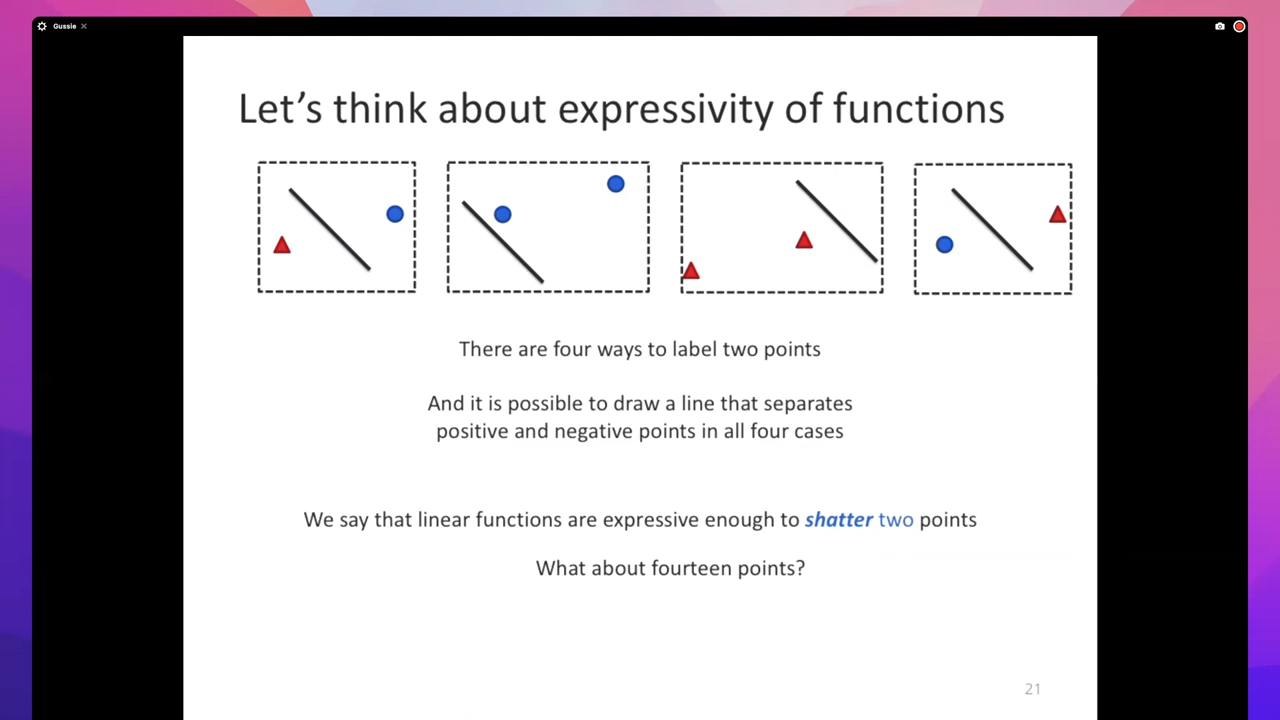 Gussie
Let's think about expressivity of functions
There are four ways to label two points
And it is possible to draw a line that separates
positive and negative points in all four cases
We say that linear functions are expressive enough to shatter two points
What about fourteen points?
21